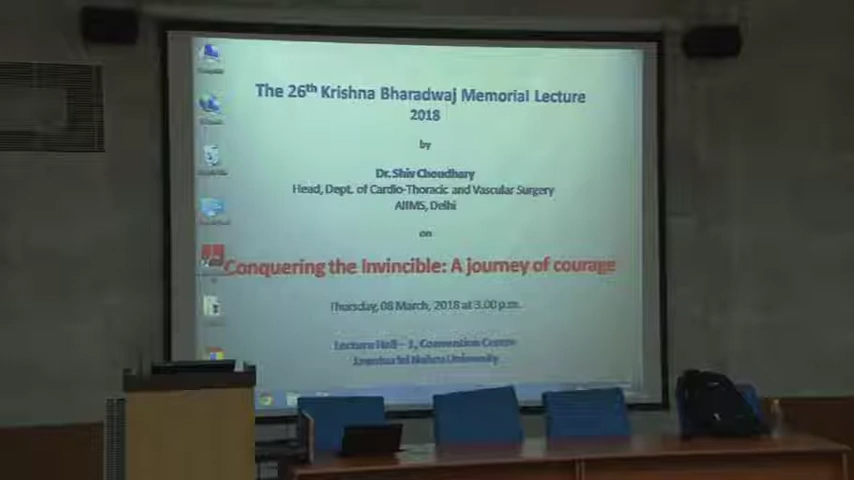 The 26th Krishna Bharadwaj Memorial Lecture
2018
by
Dr. Shiv Choudhary
Head, Dept. of Cardio-Thoracic and Vascular Surgery
AIIMS, Delhi
on
Conquering the Invincible: A journey of courage
Thursday, 08 March, 2018 at 3.00 p.m.
Lecture Hall – 1, Convention Centre
Nehru University